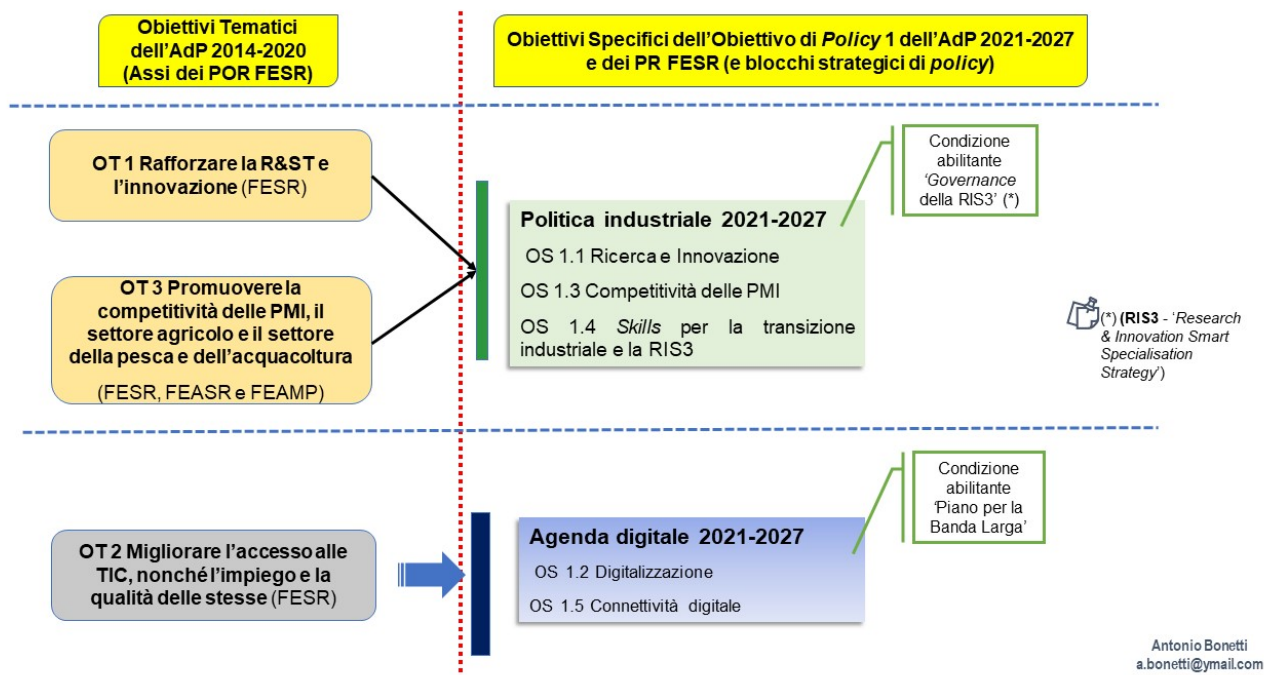 Obiettivi Tematici
dell'AdP 2014-2020
(Assi dei POR FESR)
Obiettivi Specifici dell'Obiettivo di Policy 1 dell'AdP 2021-2027
e dei PR FESR (e blocchi strategici di policy)
OT 1 Rafforzare la R&ST e
l'innovazione (FESR)
OT 3 Promuovere la
competitività delle PMI, il
settore agricolo e il settore
della pesca e dell'acquacoltura
(FESR, FEASR e FEAMP)
Politica industriale 2021-2027
OS 1.1 Ricerca e Innovazione
OS 1.3 Competitività delle PMI
OS 1.4 Skills per la transizione
industriale e la RIS3
Condizione
abilitante
'Governance
della RIS3' (*)
(*) (RIS3 - 'Research
& Innovation Smart
Specialisation
Strategy')
OT 2 Migliorare l'accesso alle
TIC, nonché l'impiego e la
qualità delle stesse (FESR)
Agenda digitale 2021-2027
OS 1.2 Digitalizzazione
OS 1.5 Connettività digitale
Condizione
abilitante
'Piano per la
Banda Larga'
Antonio Bonetti
a.bonetti@ymail.com